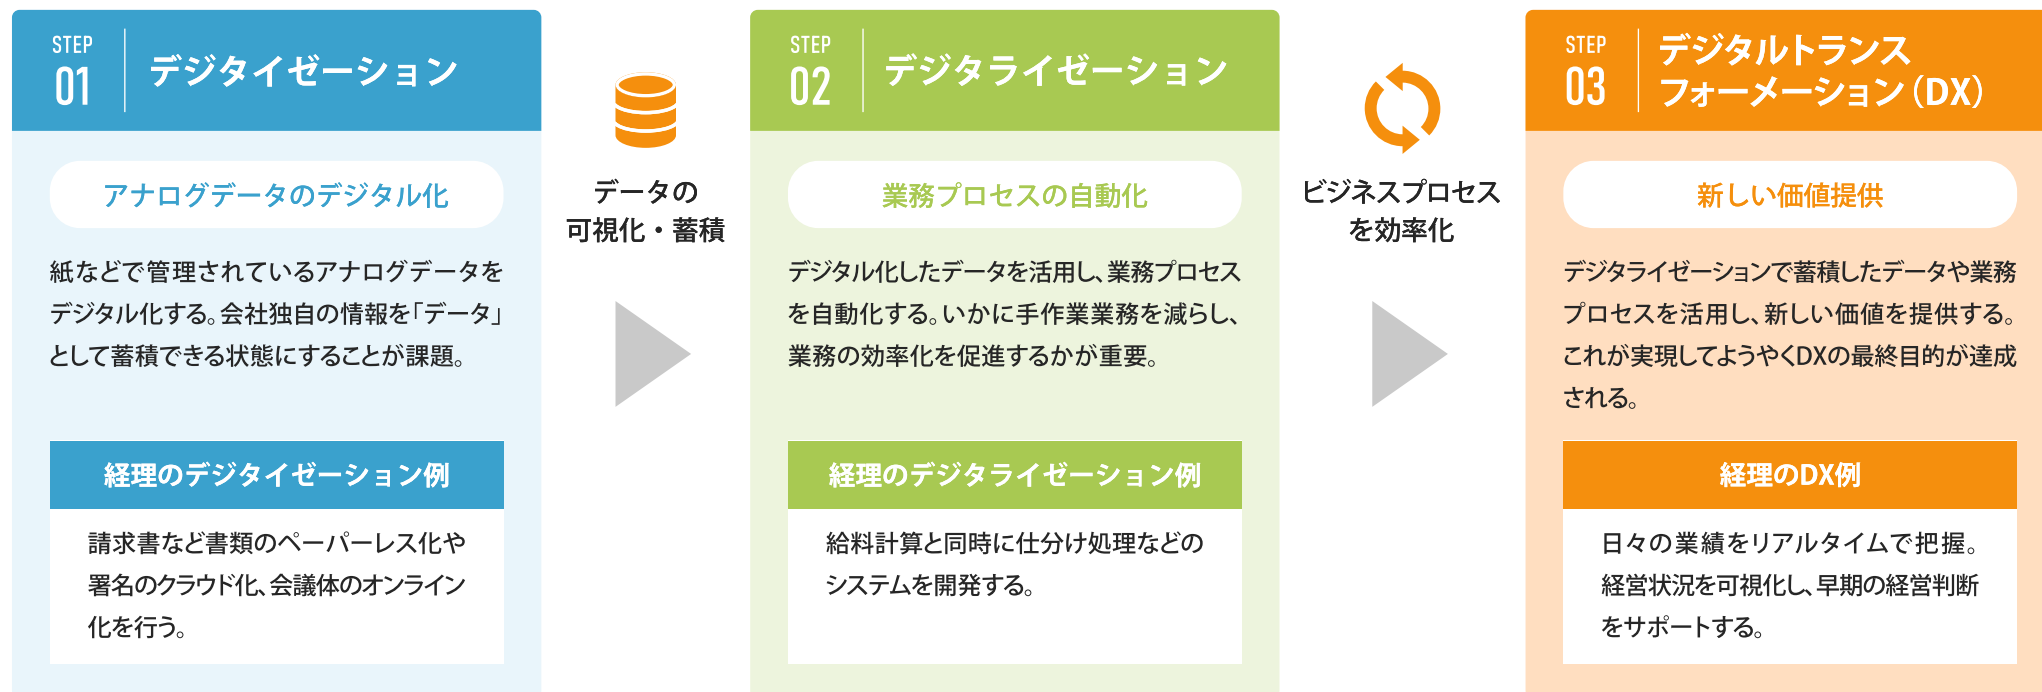 STEP
01
デジタイゼーション
アナログデータのデジタル化
紙などで管理されているアナログデータを
デジタル化する。会社独自の情報を「データ」
として蓄積できる状態にすることが課題。
経理のデジタイゼーション例
請求書など書類のペーパーレス化や
署名のクラウド化、会議体のオンライン
化を行う。
データの
可視化・蓄積
STEP
02
デジタライゼーション
業務プロセスの自動化
デジタル化したデータを活用し、業務プロセス
を自動化する。いかに手作業業務を減らし、
業務の効率化を促進するかが重要。
経理のデジタライゼーション例
給料計算と同時に仕分け処理などの
システムを開発する。
ビジネスプロセス
を効率化
STEP
03
デジタルトランス
フォーメーション（DX）
新しい価値提供
デジタライゼーションで蓄積したデータや業務
プロセスを活用し、新しい価値を提供する。
これが実現してようやくDXの最終目的が達成
される。
経理のDX例
日々の業績をリアルタイムで把握。
経営状況を可視化し、早期の経営判断
をサポートする。